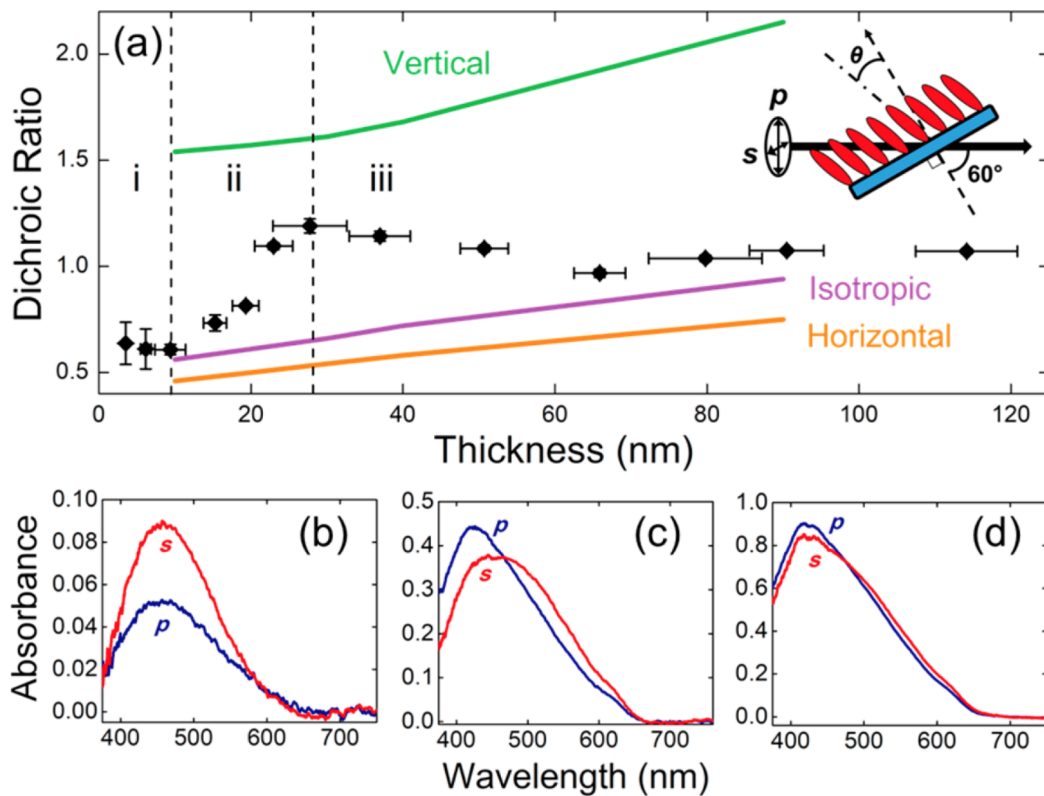 (a)
Vertical
θ
p
s
60°
i
ii
iii
Isotropic
Horizontal
Dichroic Ratio
2.0
1.5
1.0
0.5
0
20
40
60
80
100
120
Thickness (nm)
Absorbance
0.10
0.08
0.06
0.04
0.02
0.00
(b)
s
p
400
500
600
700
0.5
0.4
0.3
0.2
0.1
0.0
(c)
p
s
400
500
600
700
1.0
0.8
0.6
0.4
0.2
0.0
(d)
p
s
400
500
600
700
Wavelength (nm)